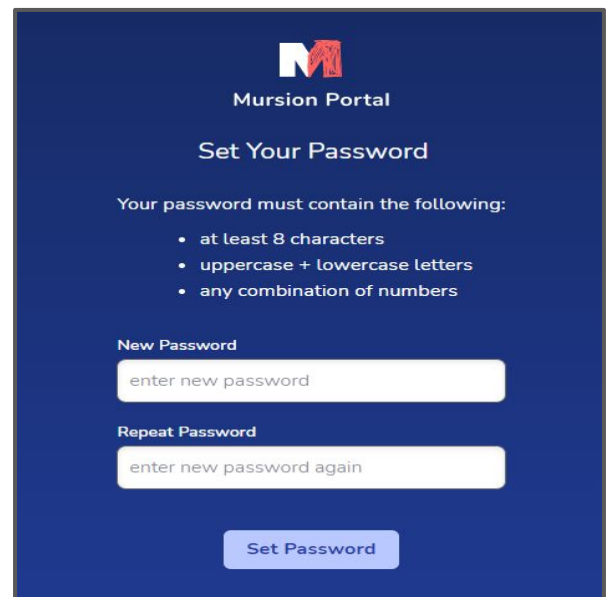 M
Mursion Portal
Set Your Password
Your password must contain the following:
• at least 8 characters
• uppercase + lowercase letters
• any combination of numbers
New Password
enter new password
Repeat Password
enter new password again
Set Password